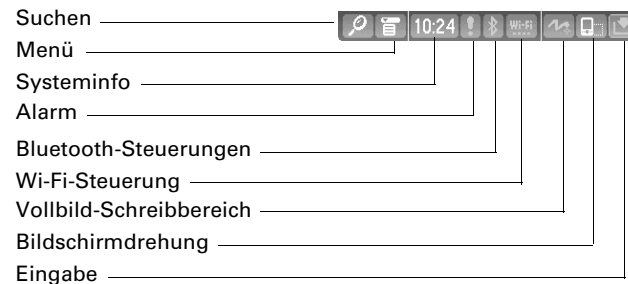 Suchen
10:24 Wi-Fi
Menü
Systeminfo
Alarm
Bluetooth-Steuerungen
Wi-Fi-Steuerung
Vollbild-Schreibbereich
Bildschirmdrehung
Eingabe